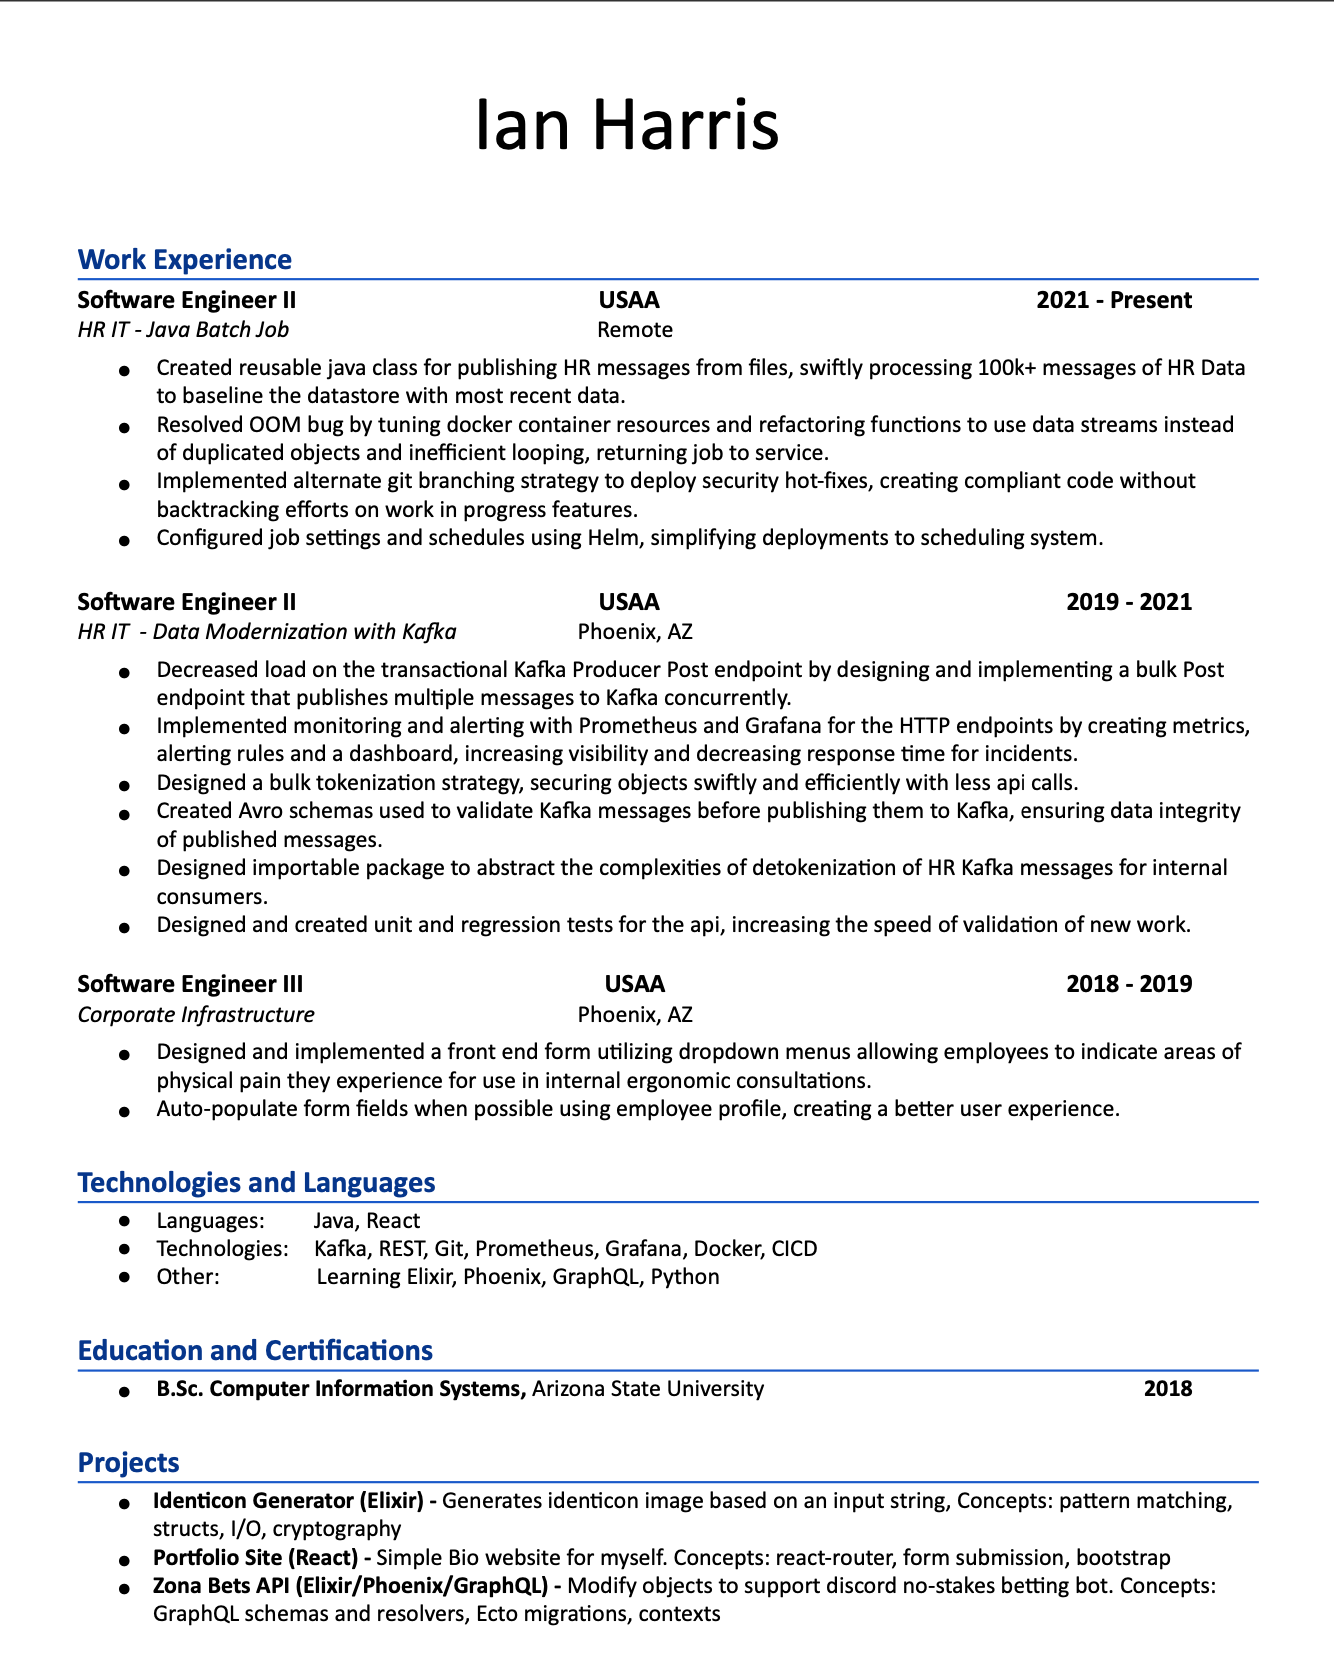 Ian Harris
Work Experience
Software Engineer II USAA 2021 - Present
HR IT - Java Batch Job Remote
● Created reusable java class for publishing HR messages from files, swiftly processing 100k+ messages of HR Data
to baseline the datastore with most recent data.
● Resolved OOM bug by tuning docker container resources and refactoring functions to use data streams instead
of duplicated objects and inefficient looping, returning job to service.
● Implemented alternate git branching strategy to deploy security hot-fixes, creating compliant code without
backtracking efforts on work in progress features.
● Configured job settings and schedules using Helm, simplifying deployments to scheduling system.
Software Engineer II USAA 2019 - 2021
HR IT - Data Modernization with Kafka Phoenix, AZ
● Decreased load on the transactional Kafka Producer Post endpoint by designing and implementing a bulk Post
endpoint that publishes multiple messages to Kafka concurrently.
● Implemented monitoring and alerting with Prometheus and Grafana for the HTTP endpoints by creating metrics,
alerting rules and a dashboard, increasing visibility and decreasing response time for incidents.
● Designed a bulk tokenization strategy, securing objects swiftly and efficiently with less api calls.
● Created Avro schemas used to validate Kafka messages before publishing them to Kafka, ensuring data integrity
of published messages.
● Designed importable package to abstract the complexities of detokenization of HR Kafka messages for internal
consumers.
● Designed and created unit and regression tests for the api, increasing the speed of validation of new work.
Software Engineer III USAA 2018 - 2019
Corporate Infrastructure Phoenix, AZ
● Designed and implemented a front end form utilizing dropdown menus allowing employees to indicate areas of
physical pain they experience for use in internal ergonomic consultations.
● Auto-populate form fields when possible using employee profile, creating a better user experience.
Technologies and Languages
● Languages: Java, React
● Technologies: Kafka, REST, Git, Prometheus, Grafana, Docker, CICD
● Other: Learning Elixir, Phoenix, GraphQL, Python
Education and Certifications
● B.Sc. Computer Information Systems, Arizona State University 2018
Projects
● Identicon Generator (Elixir) - Generates identicon image based on an input string, Concepts: pattern matching,
structs, I/O, cryptography
● Portfolio Site (React) - Simple Bio website for myself. Concepts: react-router, form submission, bootstrap
● Zona Bets API (Elixir/Phoenix/GraphQL) - Modify objects to support discord no-stakes betting bot. Concepts:
GraphQL schemas and resolvers, Ecto migrations, contexts